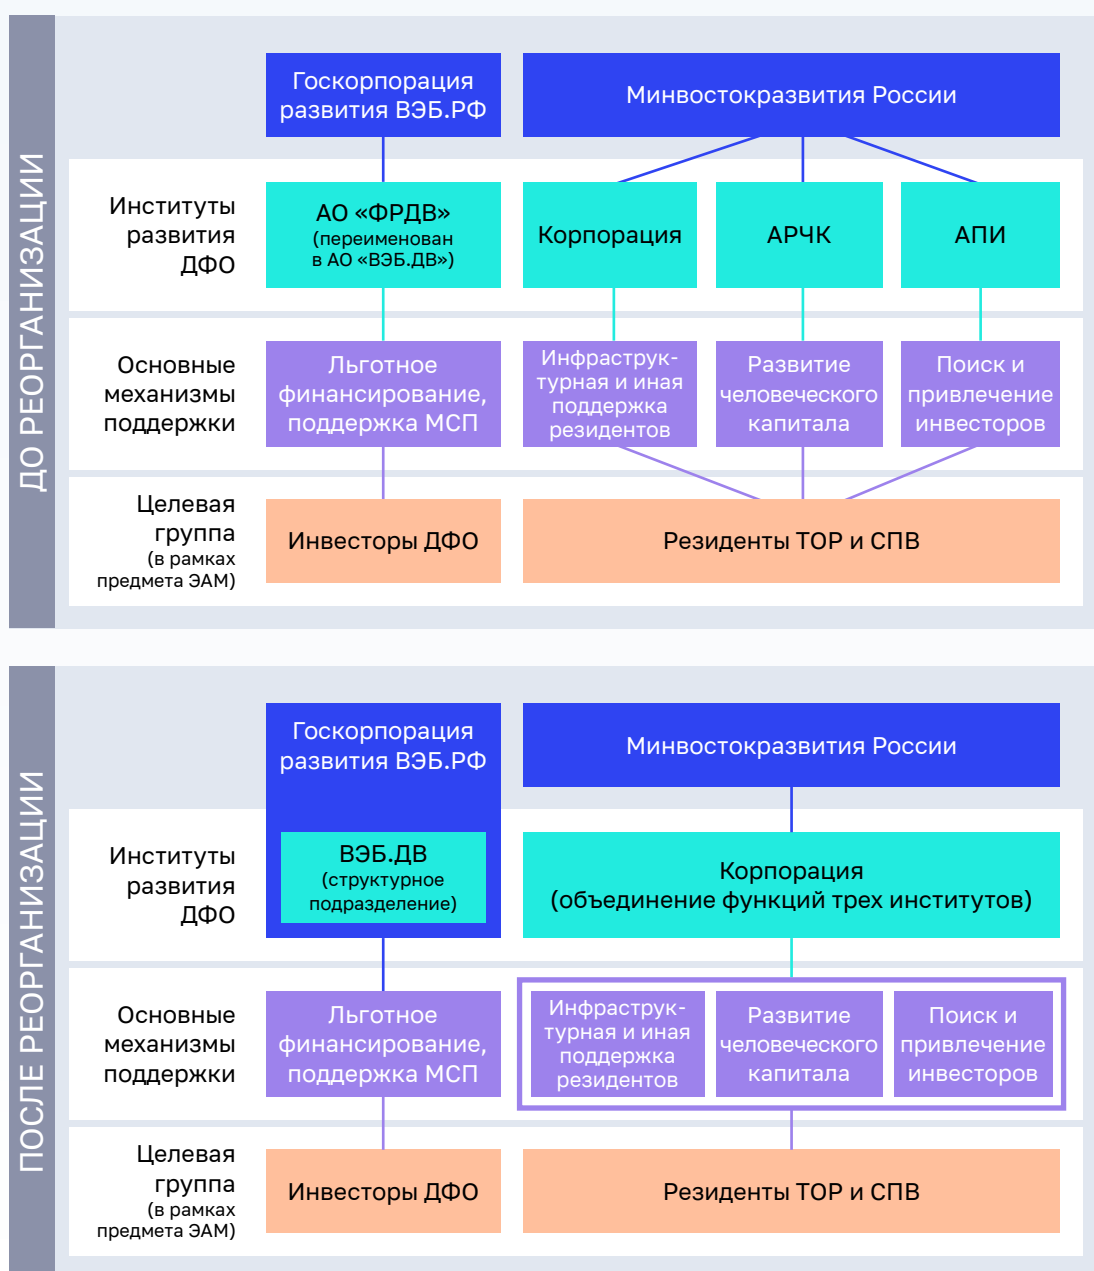 ДО РЕОРГАНИЗАЦИИ
Госкорпорация
развития ВЭБ.РФ
Минвостокразвития России
Институты
развития
ДФО
АО «ФРДВ»
(переименован
в АО «ВЭБ.ДВ»)
Корпорация
АРЧК
АПИ
Основные
механизмы
поддержки
Льготное
финансирование,
поддержка МСП
Инфраструк-
турная и иная
поддержка
резидентов
Развитие
человеческого
капитала
Поиск и
привлечение
инвесторов
Целевая
группа
(в рамках
предмета ЭАМ)
Инвесторы ДФО
Резиденты ТОР и СПВ
ПОСЛЕ РЕОРГАНИЗАЦИИ
Госкорпорация
развития ВЭБ.РФ
Минвостокразвития России
Институты
развития
ДФО
ВЭБ.ДВ
(структурное
подразделение)
Корпорация
(объединение функций трех институтов)
Основные
механизмы
поддержки
Льготное
финансирование,
поддержка МСП
Инфраструк-
турная и иная
поддержка
резидентов
Развитие
человеческого
капитала
Поиск и
привлечение
инвесторов
Целевая
группа
(в рамках
предмета ЭАМ)
Инвесторы ДФО
Резиденты ТОР и СПВ